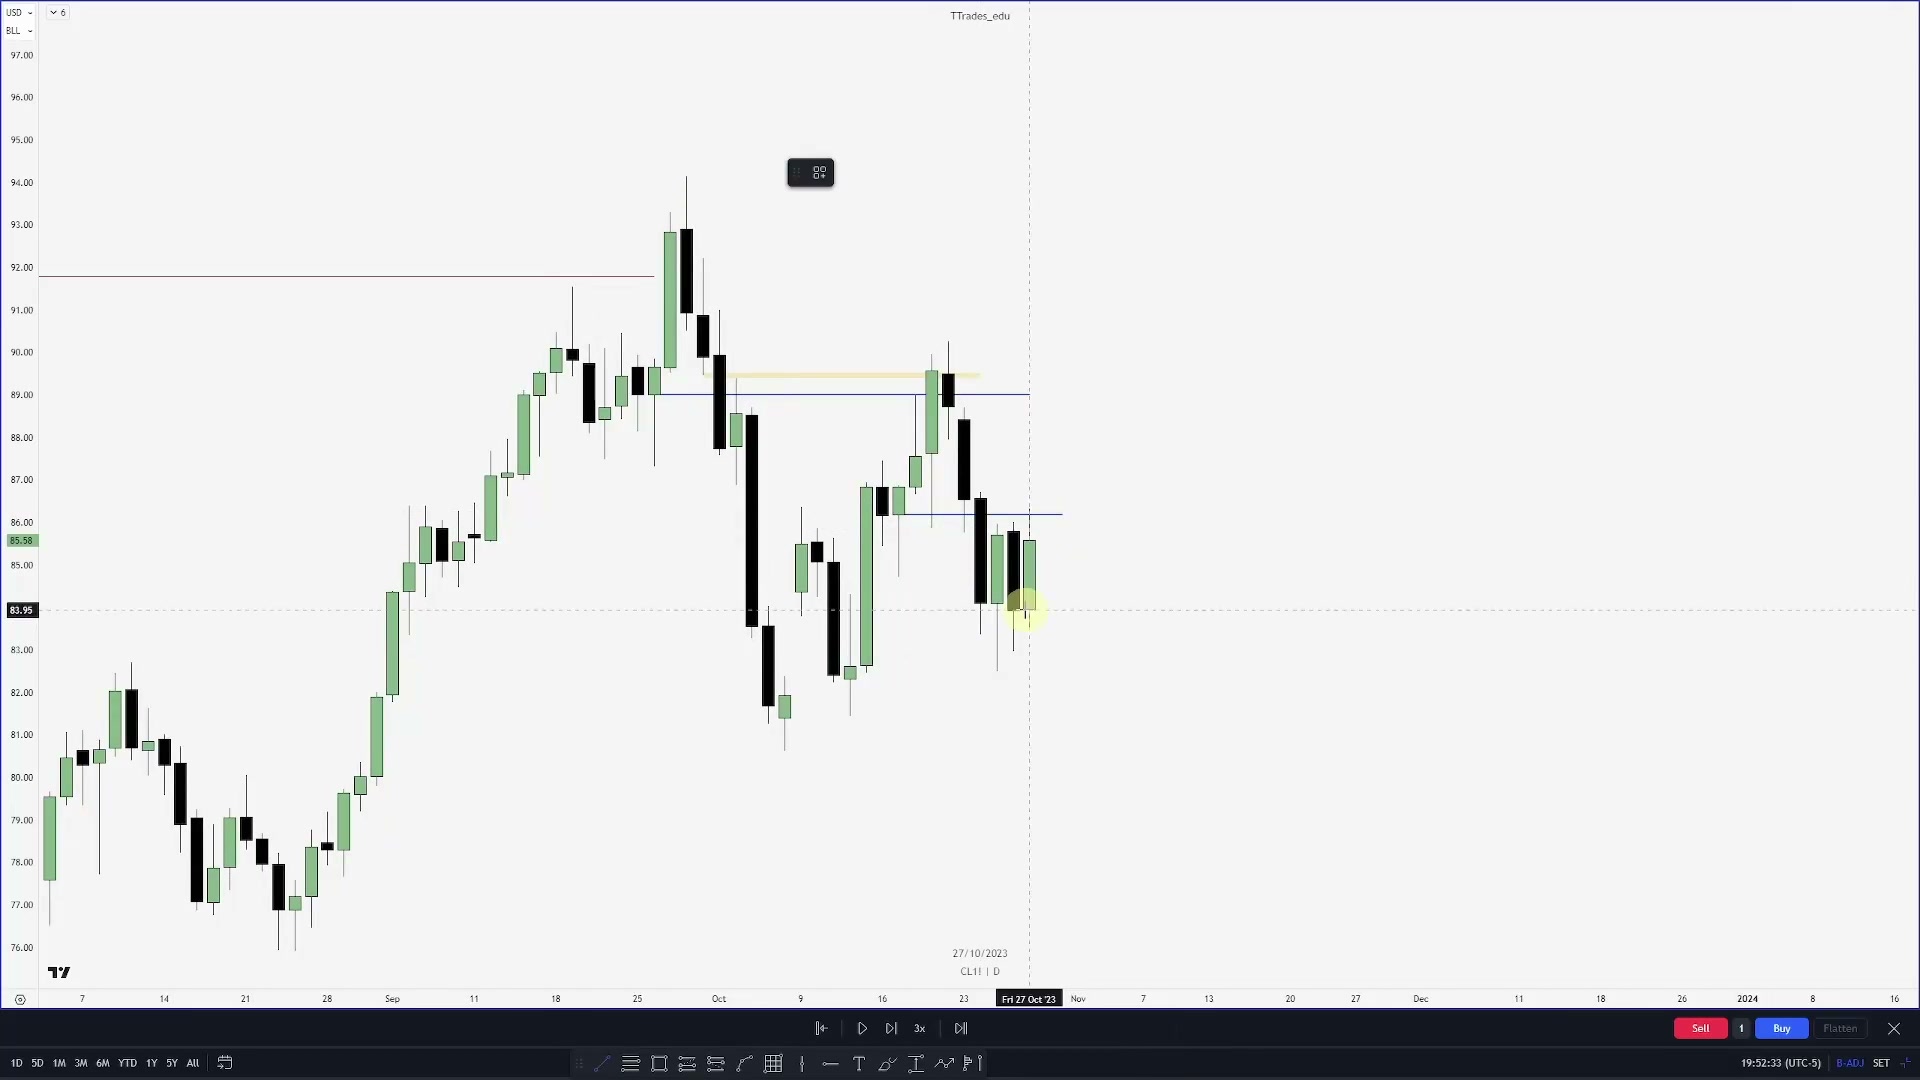 USD
6
TTrades_edu
BLL
97.00
96.00
95.00
94.00
93.00
92.00
91.00
90.00
89.00
88.00
87.00
86.00
85.58
85.00
83.95
83.00
82.00
81.00
80.00
79.00
78.00
77.00
76.00
27/10/2023
CL1! | D
7 14 21 28 Sep 11 18 25 Oct 9 16 23 Fri 27 Oct '23 Nov 7 13 20 27 Dec 11 18 26 2024 8 16
3x
Sell 1 Buy Flatten
1D 5D 1M 3M 6M YTD 1Y 5Y All
19:52:33 (UTC-5) B-ADJ SET